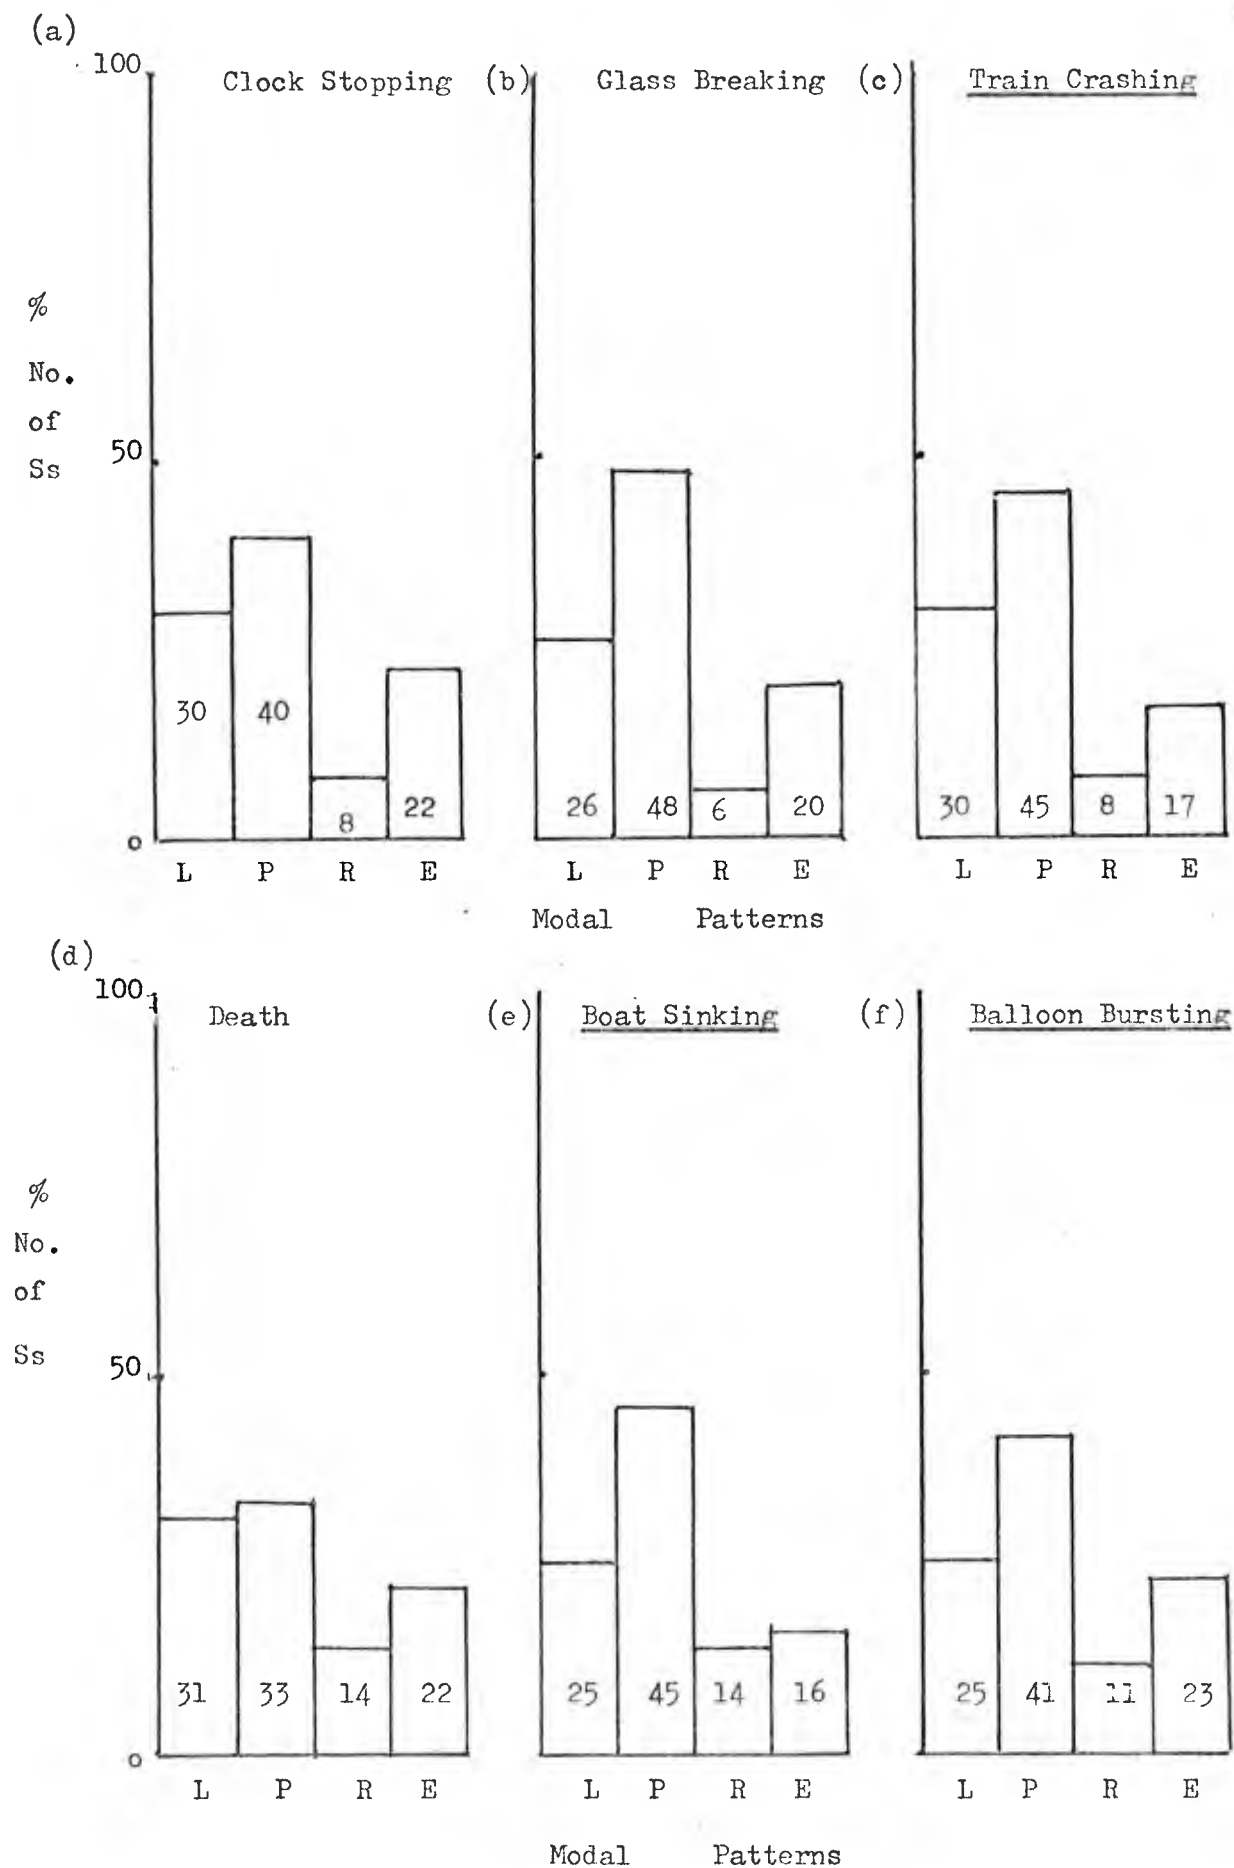 (a)
100
Clock Stopping
(b)
Glass Breaking
(c)
Train Crashing
%
No.
of
Ss
50
30 40 8 22
26 48 6 20
30 45 8 17
0
L P R E
L P R E
L P R E
Modal Patterns
(d)
100
Death
(e)
Boat Sinking
(f)
Balloon Bursting
%
No.
of
Ss
50
31 33 14 22
25 45 14 16
25 41 11 23
0
L P R E
L P R E
L P R E
Modal Patterns